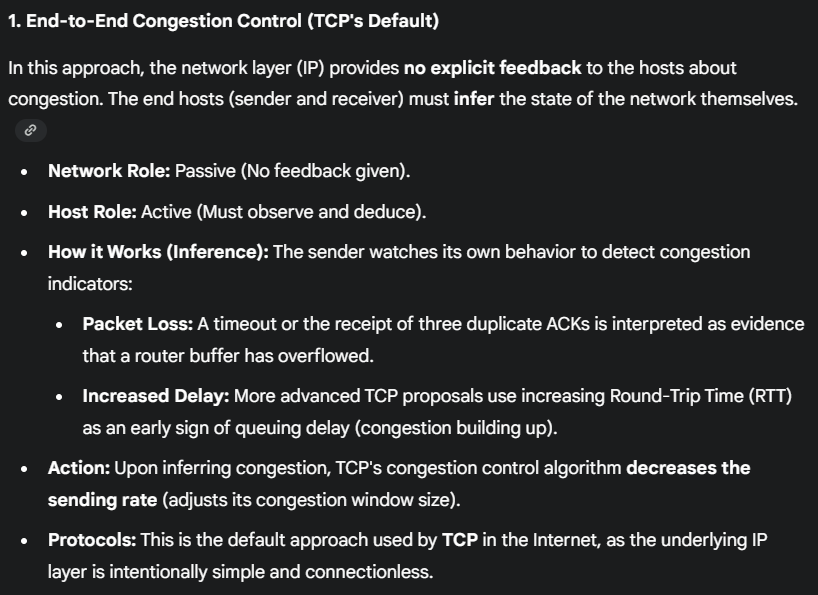 1. End-to-End Congestion Control (TCP's Default)
In this approach, the network layer (IP) provides no explicit feedback to the hosts about
congestion. The end hosts (sender and receiver) must infer the state of the network themselves.
• Network Role: Passive (No feedback given).
• Host Role: Active (Must observe and deduce).
• How it Works (Inference): The sender watches its own behavior to detect congestion
indicators:
• Packet Loss: A timeout or the receipt of three duplicate ACKs is interpreted as evidence
that a router buffer has overflowed.
• Increased Delay: More advanced TCP proposals use increasing Round-Trip Time (RTT)
as an early sign of queuing delay (congestion building up).
• Action: Upon inferring congestion, TCP's congestion control algorithm decreases the
sending rate (adjusts its congestion window size).
• Protocols: This is the default approach used by TCP in the Internet, as the underlying IP
layer is intentionally simple and connectionless.